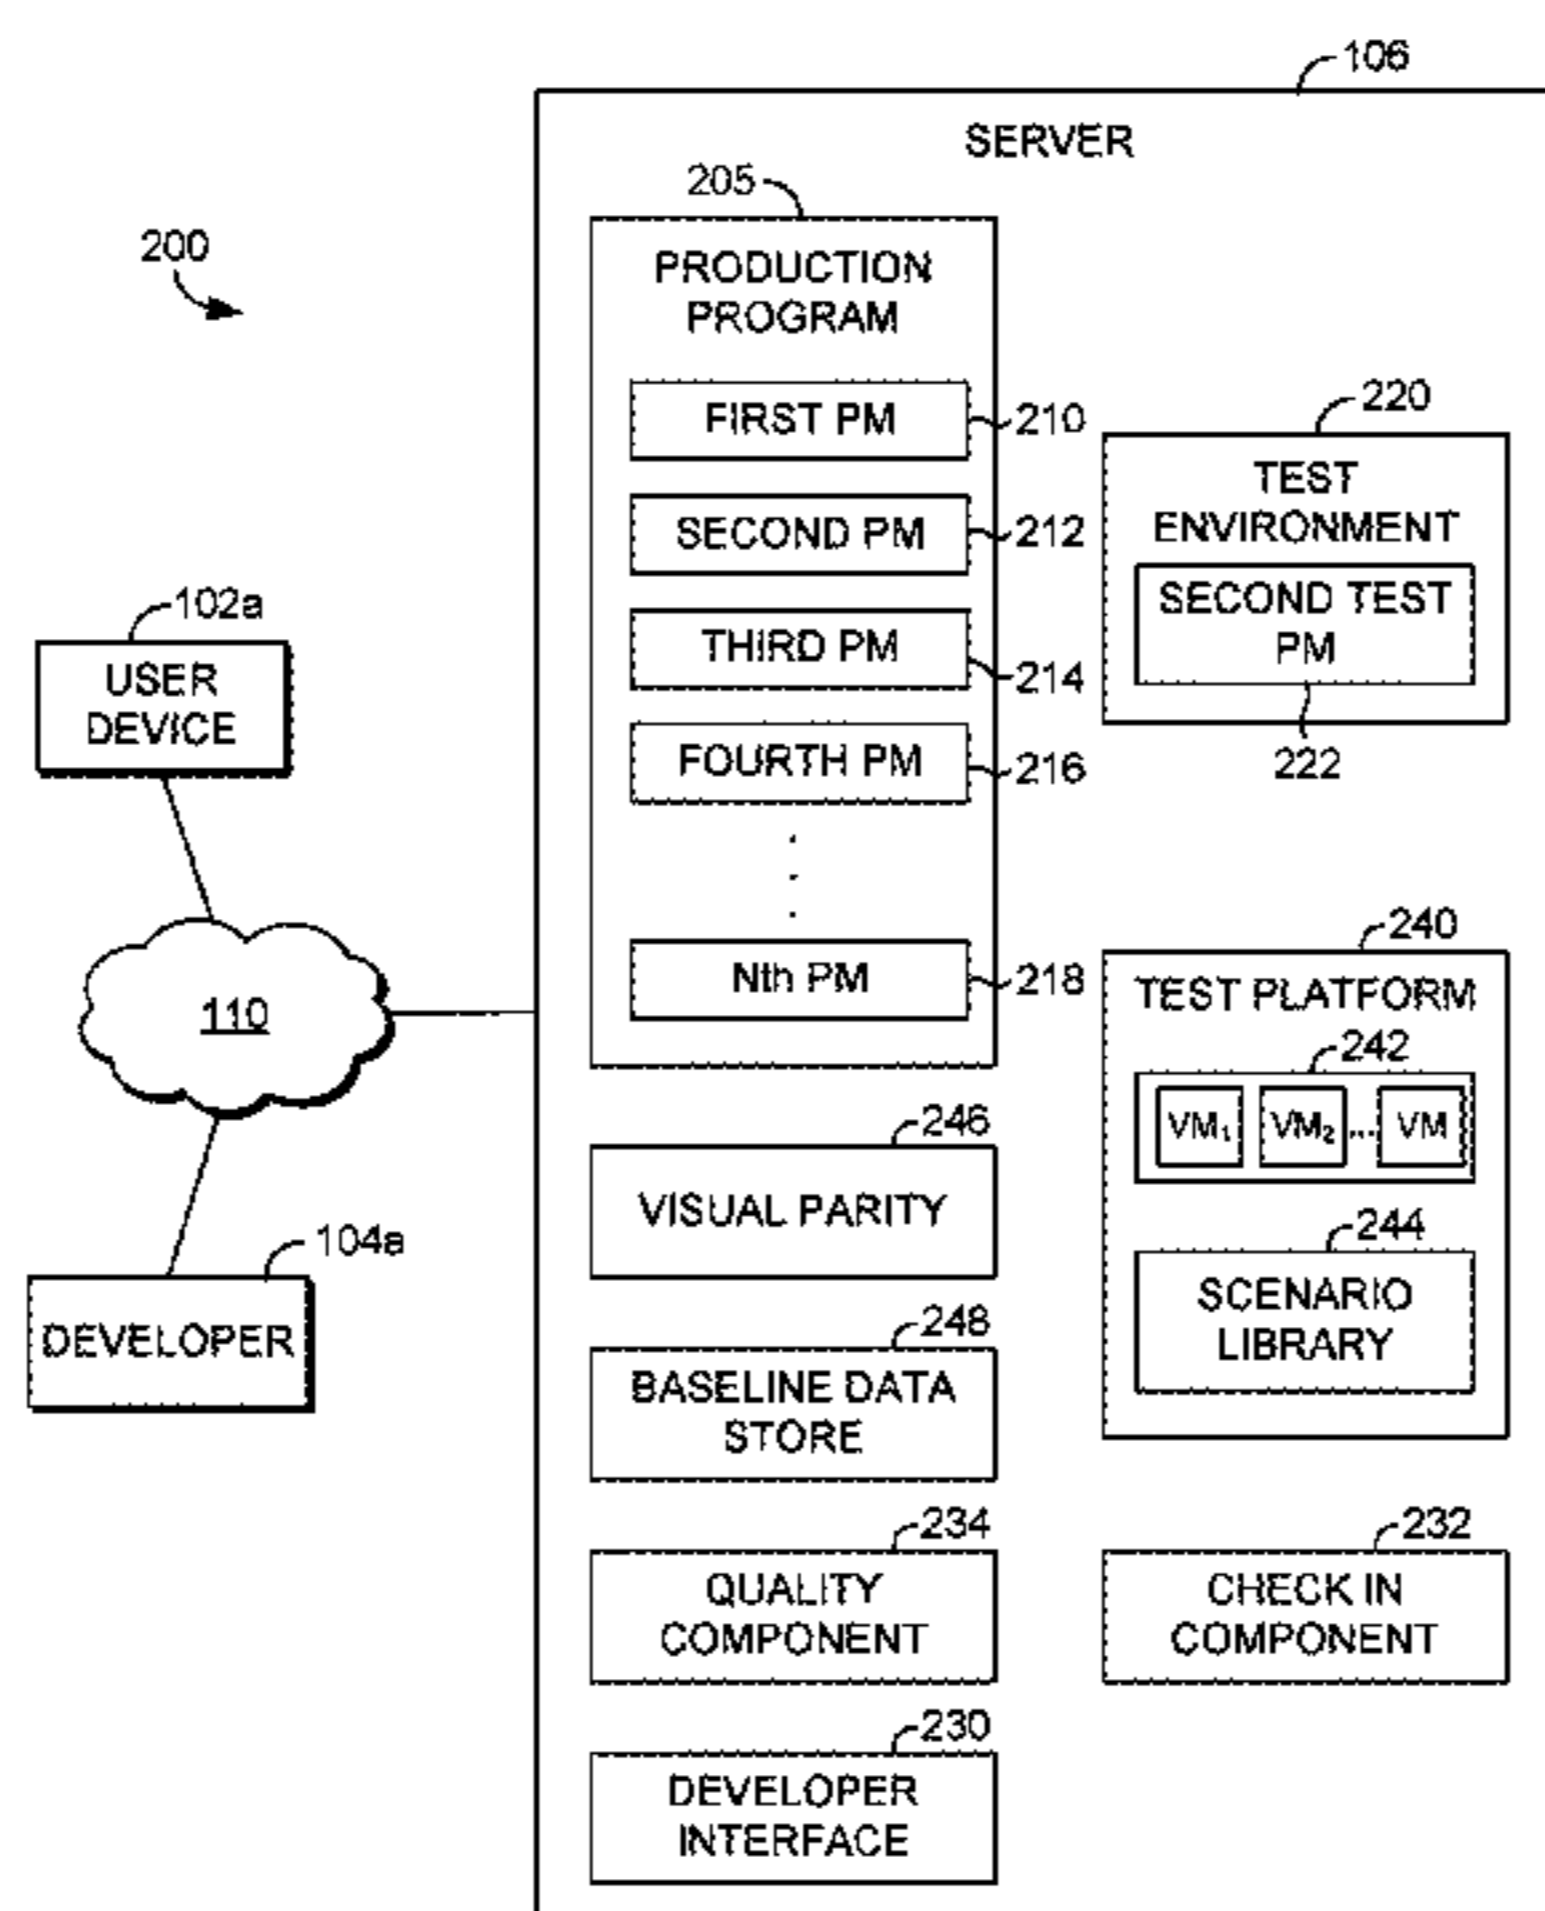 106
SERVER
205
200
PRODUCTION
PROGRAM
FIRST PM
210
SECOND PM
212
THIRD PM
214
FOURTH PM
216
.
.
.
Nth PM
218
220
TEST
ENVIRONMENT
SECOND TEST
PM
222
102a
USER
DEVICE
110
104a
DEVELOPER
240
TEST PLATFORM
242
VM₁ VM₂ ... VM
244
SCENARIO
LIBRARY
246
VISUAL PARITY
248
BASELINE DATA
STORE
234
QUALITY
COMPONENT
232
CHECK IN
COMPONENT
230
DEVELOPER
INTERFACE